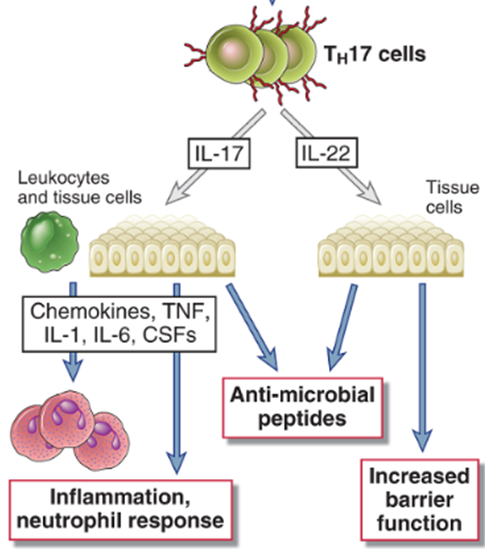 TH17 cells
IL-17
IL-22
Leukocytes
and tissue cells
Tissue
cells
Chemokines, TNF,
IL-1, IL-6, CSFs
Anti-microbial
peptides
Inflammation,
neutrophil response
Increased
barrier
function